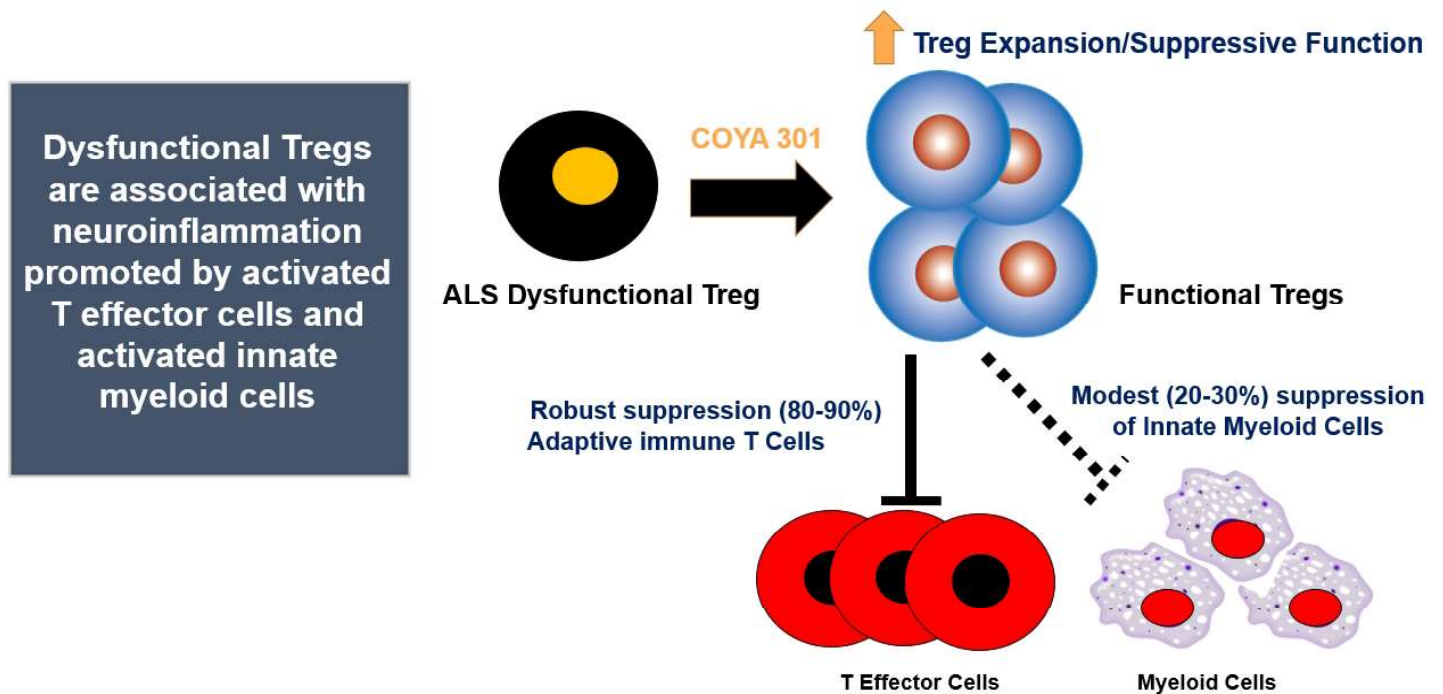 Dysfunctional Tregs
are associated with
neuroinflammation
promoted by activated
T effector cells and
activated innate
myeloid cells
Treg Expansion/Suppressive Function
COYA 301
ALS Dysfunctional Treg
Functional Tregs
Robust suppression (80-90%)
Adaptive immune T Cells
Modest (20-30%) suppression
of Innate Myeloid Cells
T Effector Cells
Myeloid Cells